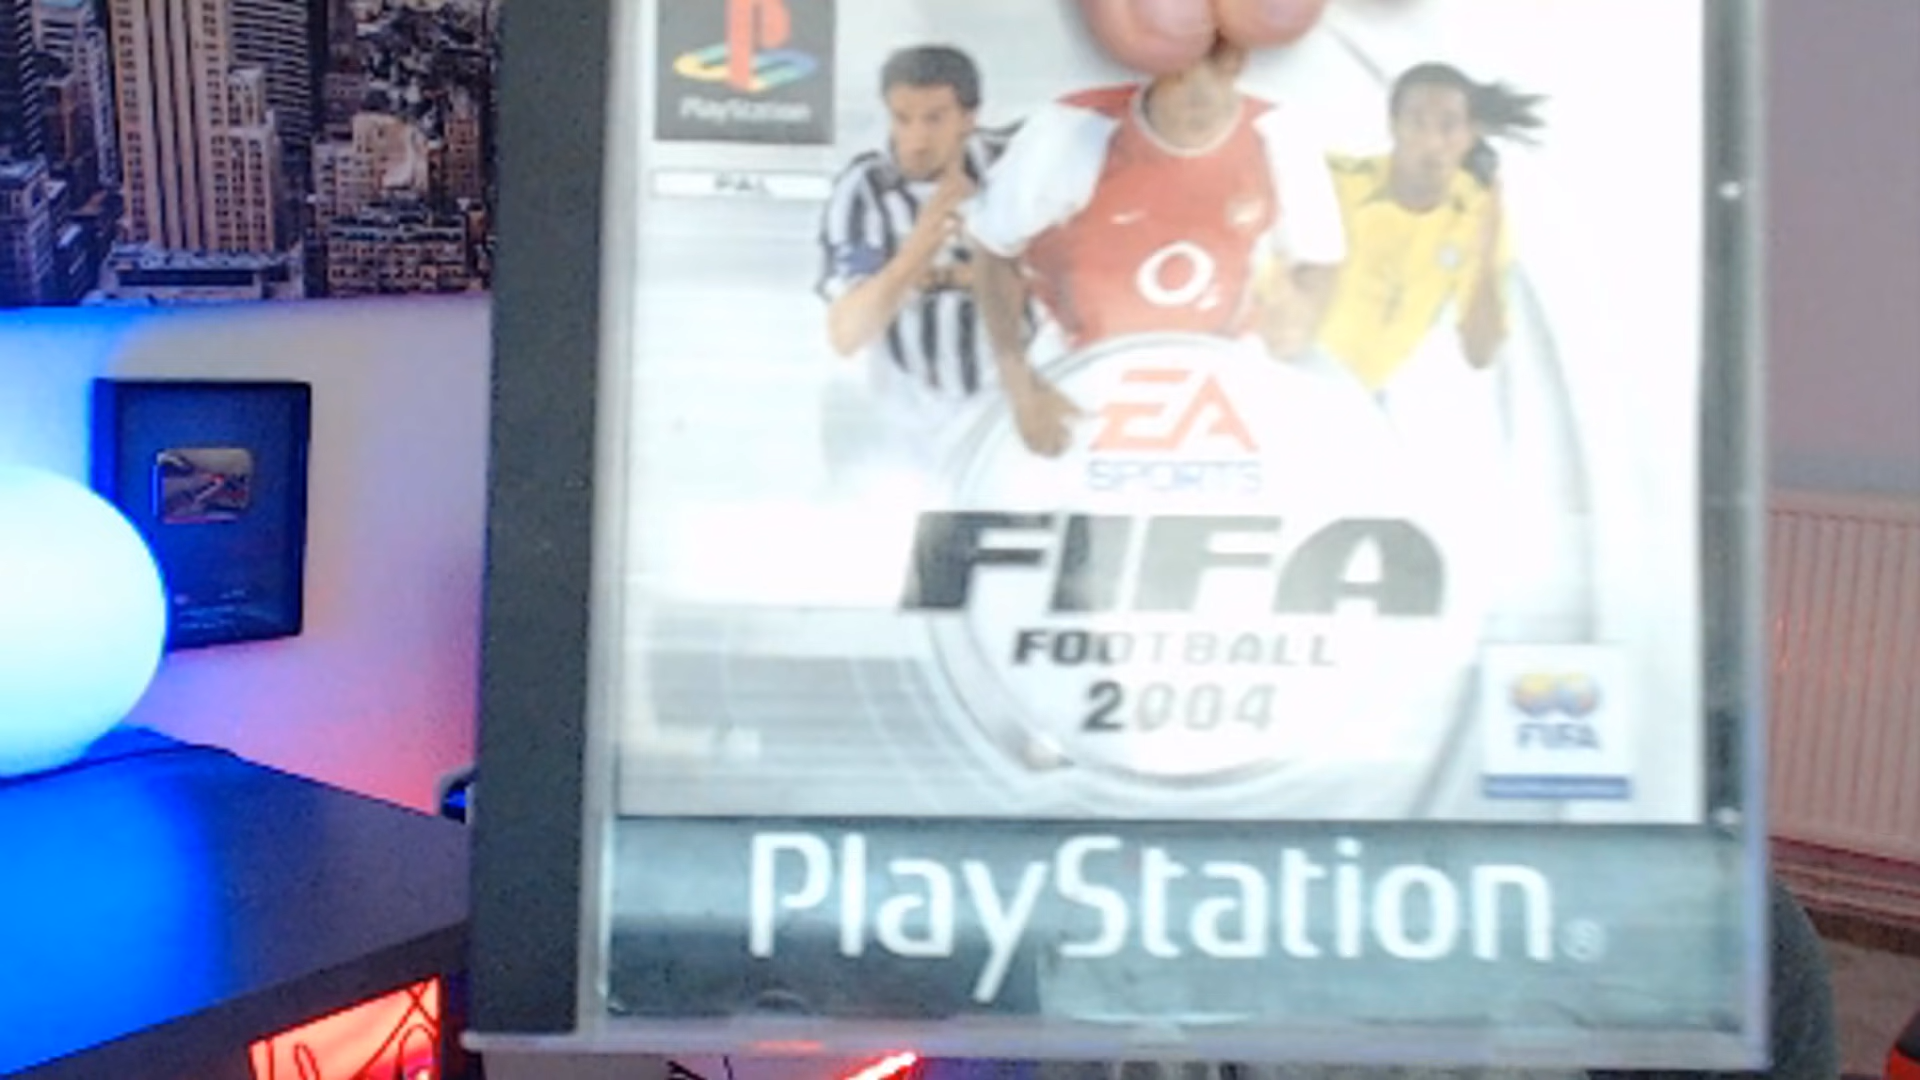 PlayStation
PAL
O₂
EA
SPORTS
FIFA
FOOTBALL
2004
FIFA
PlayStation®